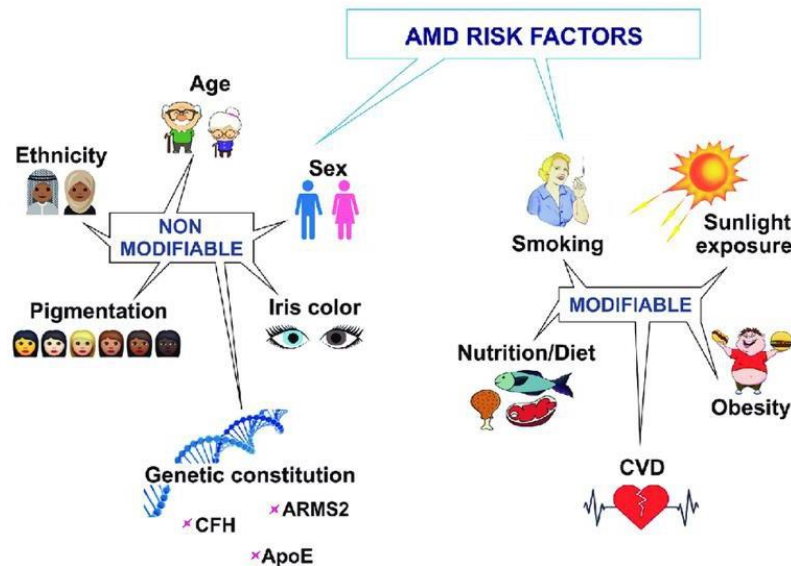 AMD RISK FACTORS
Age
Ethnicity
Sex
NON
MODIFIABLE
Pigmentation
Iris color
Genetic constitution
CFH
ARMS2
ApoE
Smoking
Sunlight
exposure
MODIFIABLE
Nutrition/Diet
Obesity
CVD